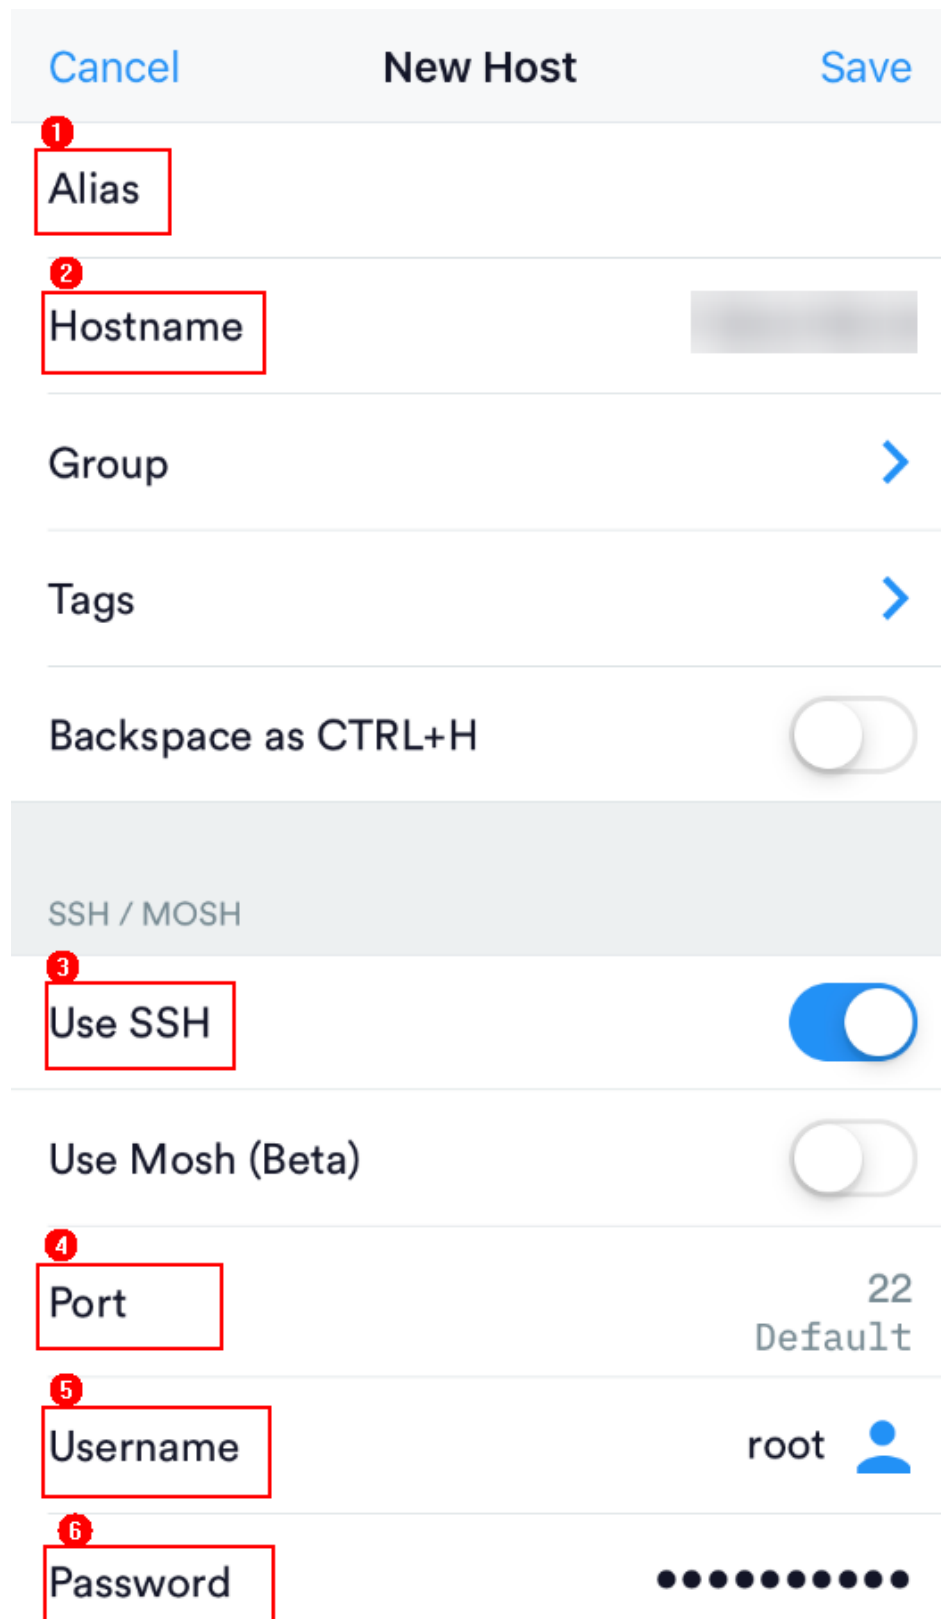 Cancel New Host Save
1
Alias
2
Hostname
Group
Tags
Backspace as CTRL+H
SSH / MOSH
3
Use SSH
Use Mosh (Beta)
4
Port 22
Default
5
Username root
6
Password ●●●●●●●●●●